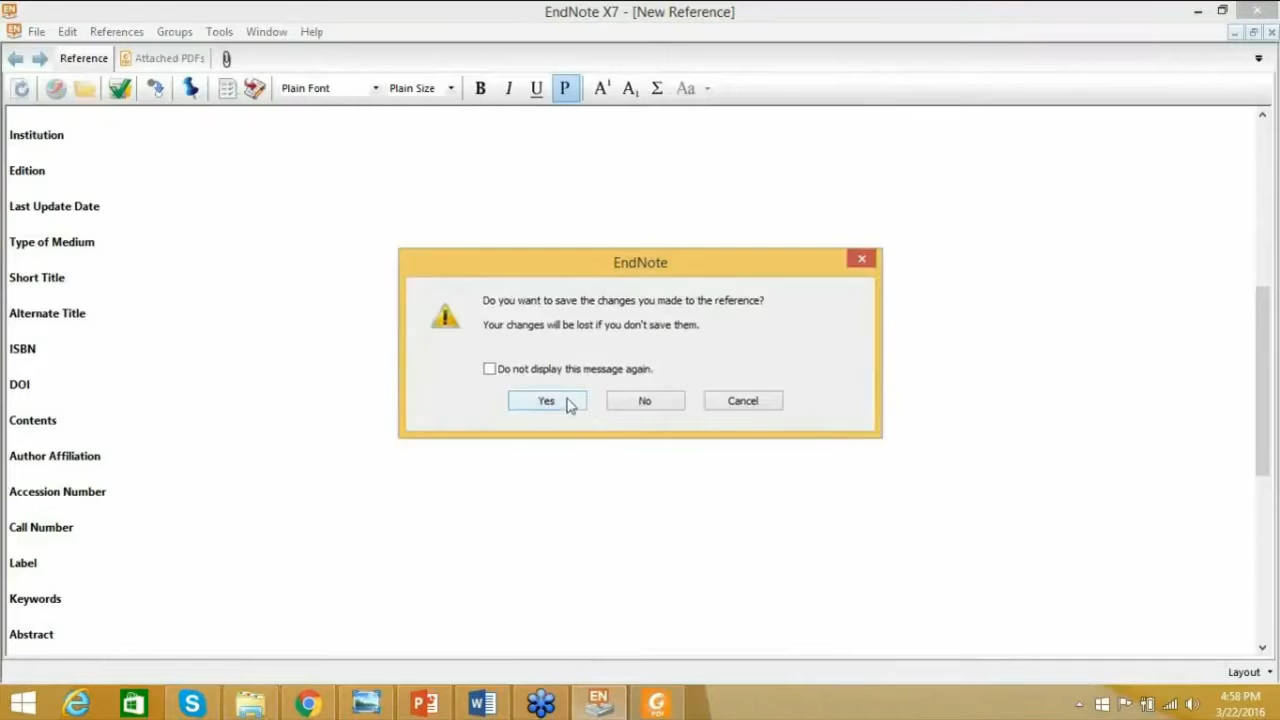 EndNote X7 - [New Reference]
File Edit References Groups Tools Window Help
Reference Attached PDFs
Plain Font Plain Size B I U P A¹ A₁ Σ Aa
Institution
Edition
Last Update Date
Type of Medium
Short Title
Alternate Title
ISBN
DOI
Contents
Author Affiliation
Accession Number
Call Number
Label
Keywords
Abstract
EndNote
Do you want to save the changes you made to the reference?
Your changes will be lost if you don't save them.
Do not display this message again.
Yes No Cancel
Layout
4:58 PM
3/22/2016